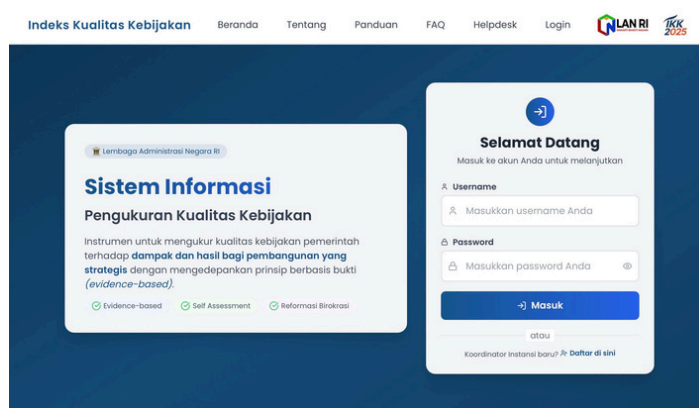 Indeks Kualitas Kebijakan
Beranda
Tentang
Panduan
FAQ
Helpdesk
Login
LAN RI
IKK
2025
Lembaga Administrasi Negara RI
Sistem Informasi
Pengukuran Kualitas Kebijakan
Instrumen untuk mengukur kualitas kebijakan pemerintah
terhadap dampak dan hasil bagi pembangunan yang
strategis dengan mengedepankan prinsip berbasis bukti
(evidence-based).
Evidence-based
Self Assessment
Reformasi Birokrasi
Selamat Datang
Masuk ke akun Anda untuk melanjutkan
Username
Masukkan username Anda
Password
Masukkan password Anda
Masuk
atau
Koordinator Instansi baru? Daftar di sini